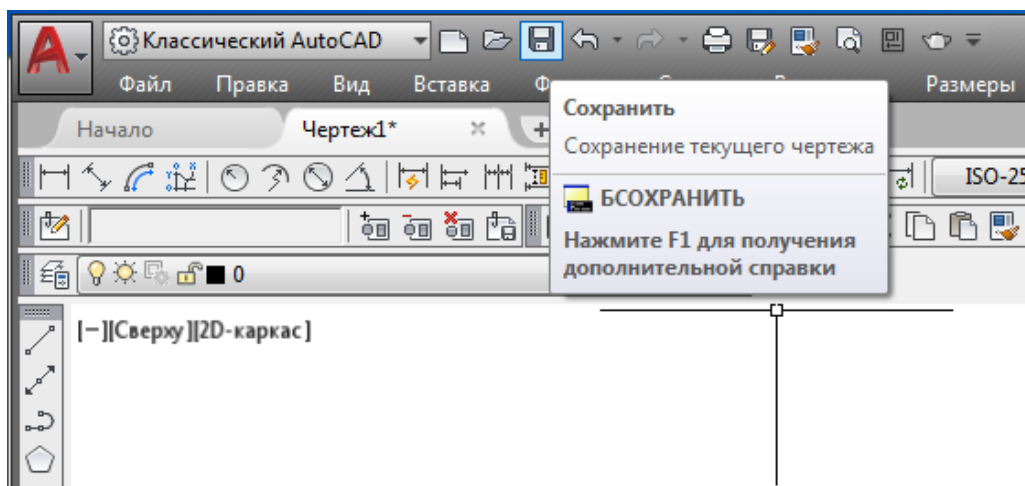 Классический AutoCAD
Файл Правка Вид Вставка Размеры
Начало Чертеж1*
Сохранить
Сохранение текущего чертежа
ISO-25
БСОХРАНИТЬ
Нажмите F1 для получения
дополнительной справки
0
[−][Сверху][2D-каркас]